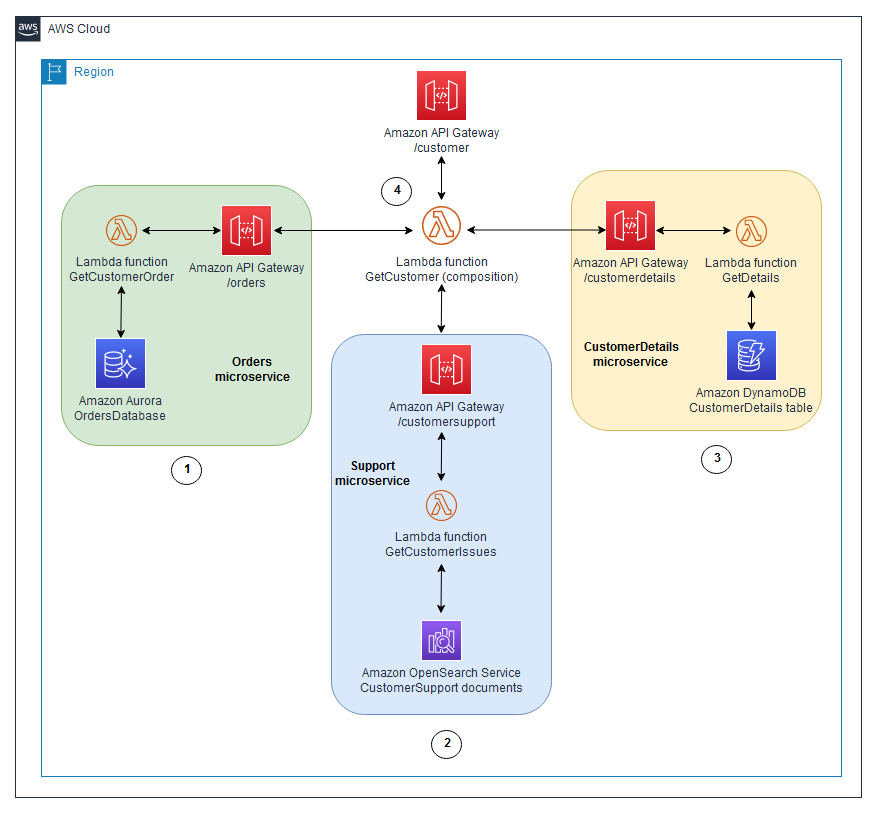 aws
AWS Cloud
Region
Amazon API Gateway
/customer
4
Lambda function
GetCustomerOrder
Amazon API Gateway
/orders
Lambda function
GetCustomer (composition)
Amazon API Gateway
/customerdetails
Lambda function
GetDetails
Orders
microservice
Amazon Aurora
OrdersDatabase
1
Amazon API Gateway
/customersupport
Support
microservice
Lambda function
GetCustomerIssues
Amazon OpenSearch Service
CustomerSupport documents
2
CustomerDetails
microservice
Amazon DynamoDB
CustomerDetails table
3